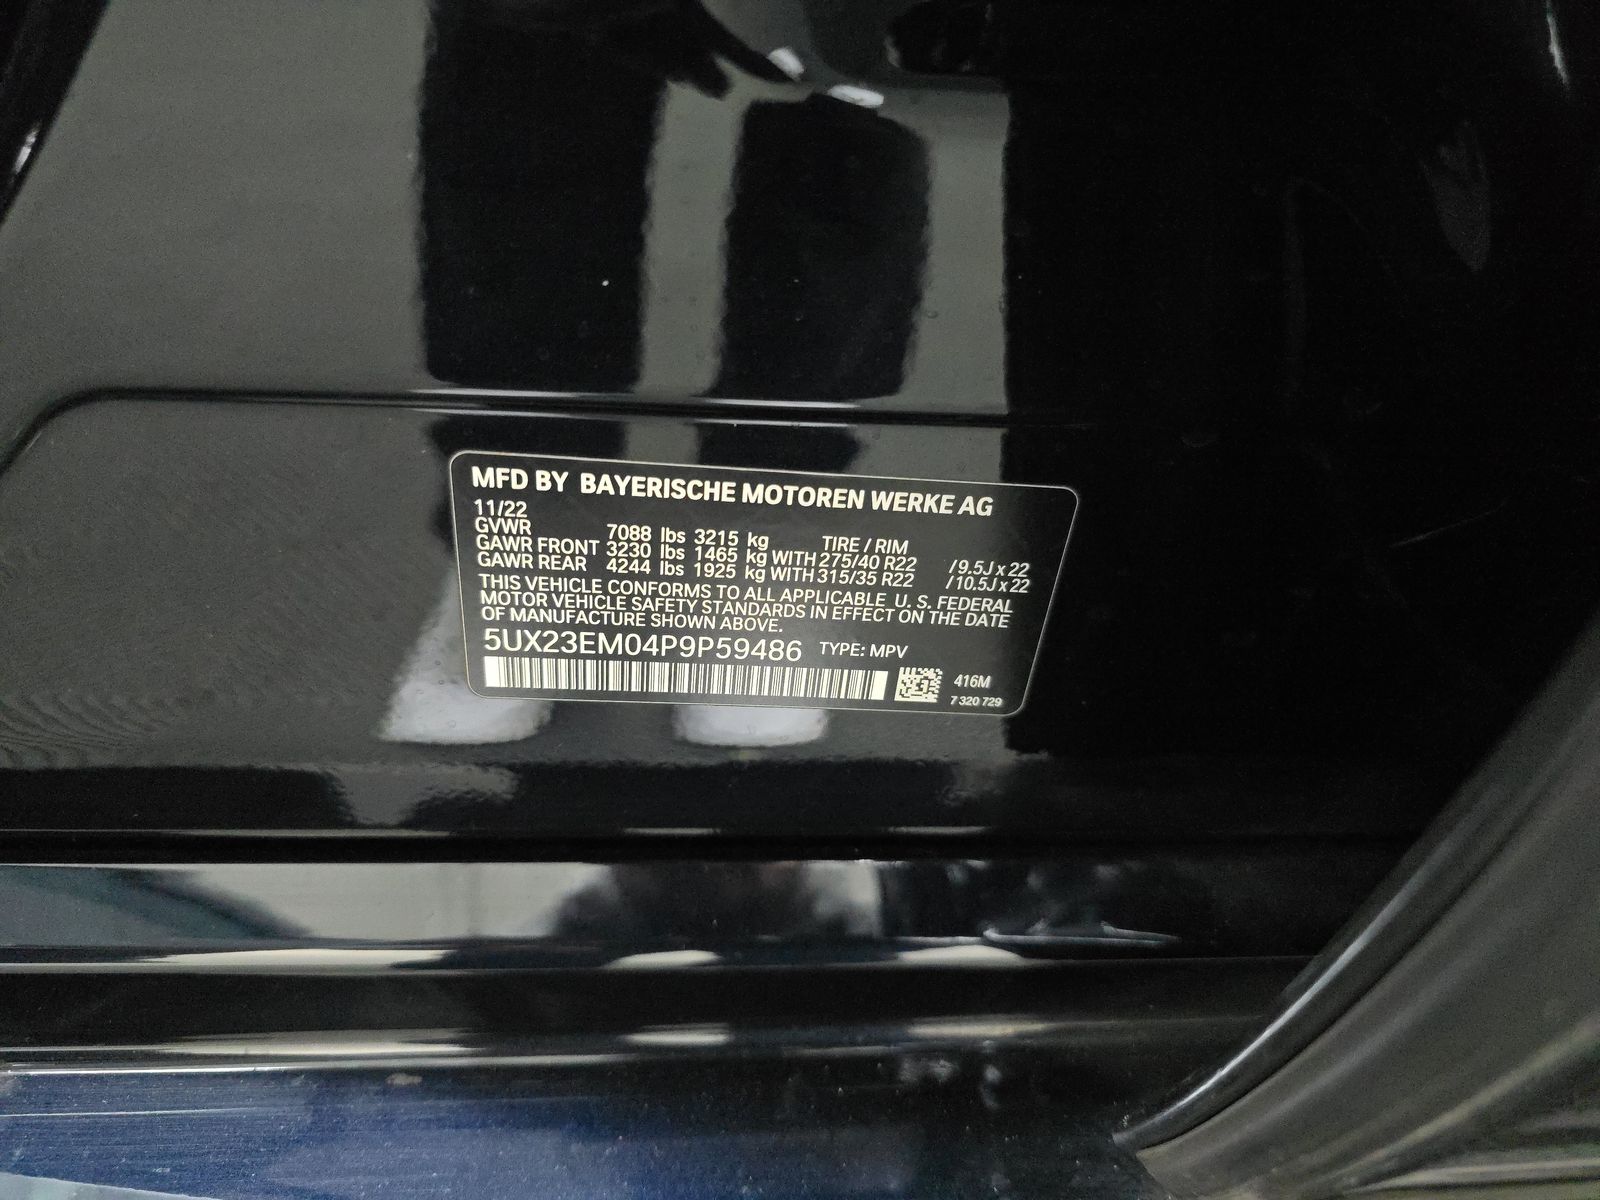 MFD BY BAYERISCHE MOTOREN WERKE AG
11/22
GVWR 7088 lbs 3215 kg TIRE / RIM
GAWR FRONT 3230 lbs 1465 kg WITH 275/40 R22 / 9.5J x 22
GAWR REAR 4244 lbs 1925 kg WITH 315/35 R22 / 10.5J x 22
THIS VEHICLE CONFORMS TO ALL APPLICABLE U. S. FEDERAL
MOTOR VEHICLE SAFETY STANDARDS IN EFFECT ON THE DATE
OF MANUFACTURE SHOWN ABOVE.
5UX23EM04P9P59486 TYPE: MPV
416M
7 320 729